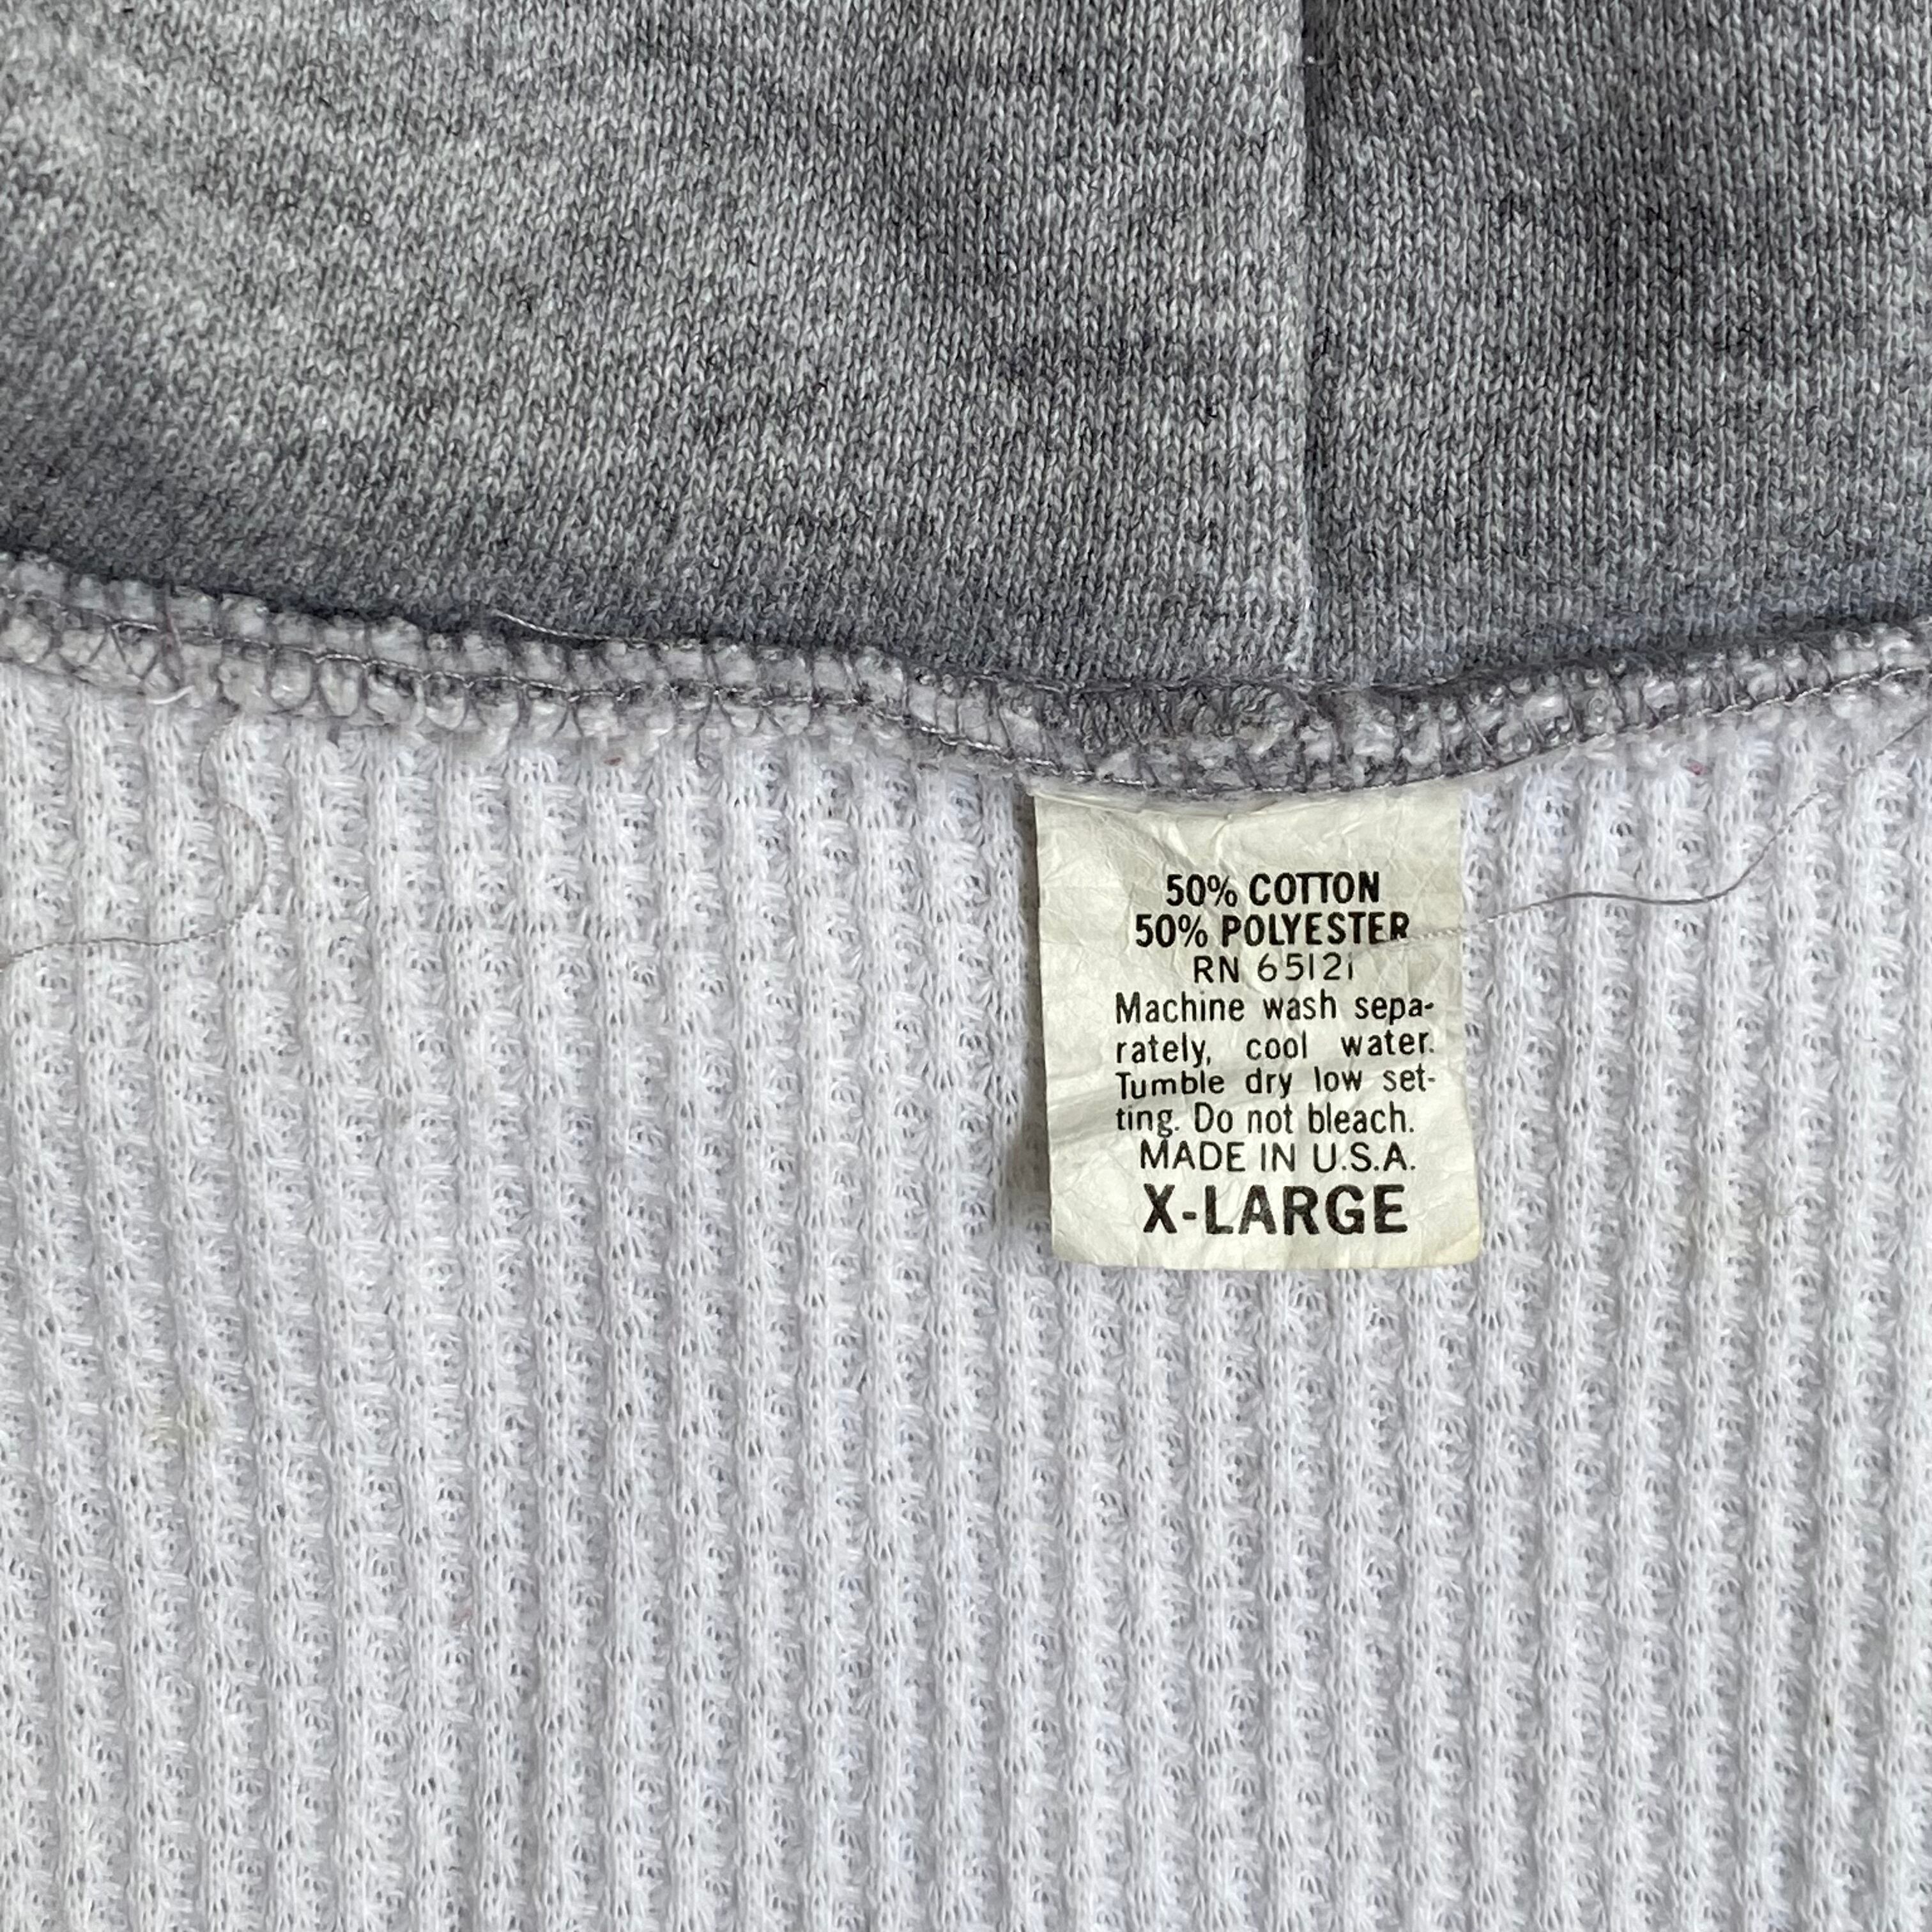 50% COTTON
50% POLYESTER
RN 65121
Machine wash sepa-
rately, cool water.
Tumble dry low set-
ting. Do not bleach.
MADE IN U.S.A.
X-LARGE